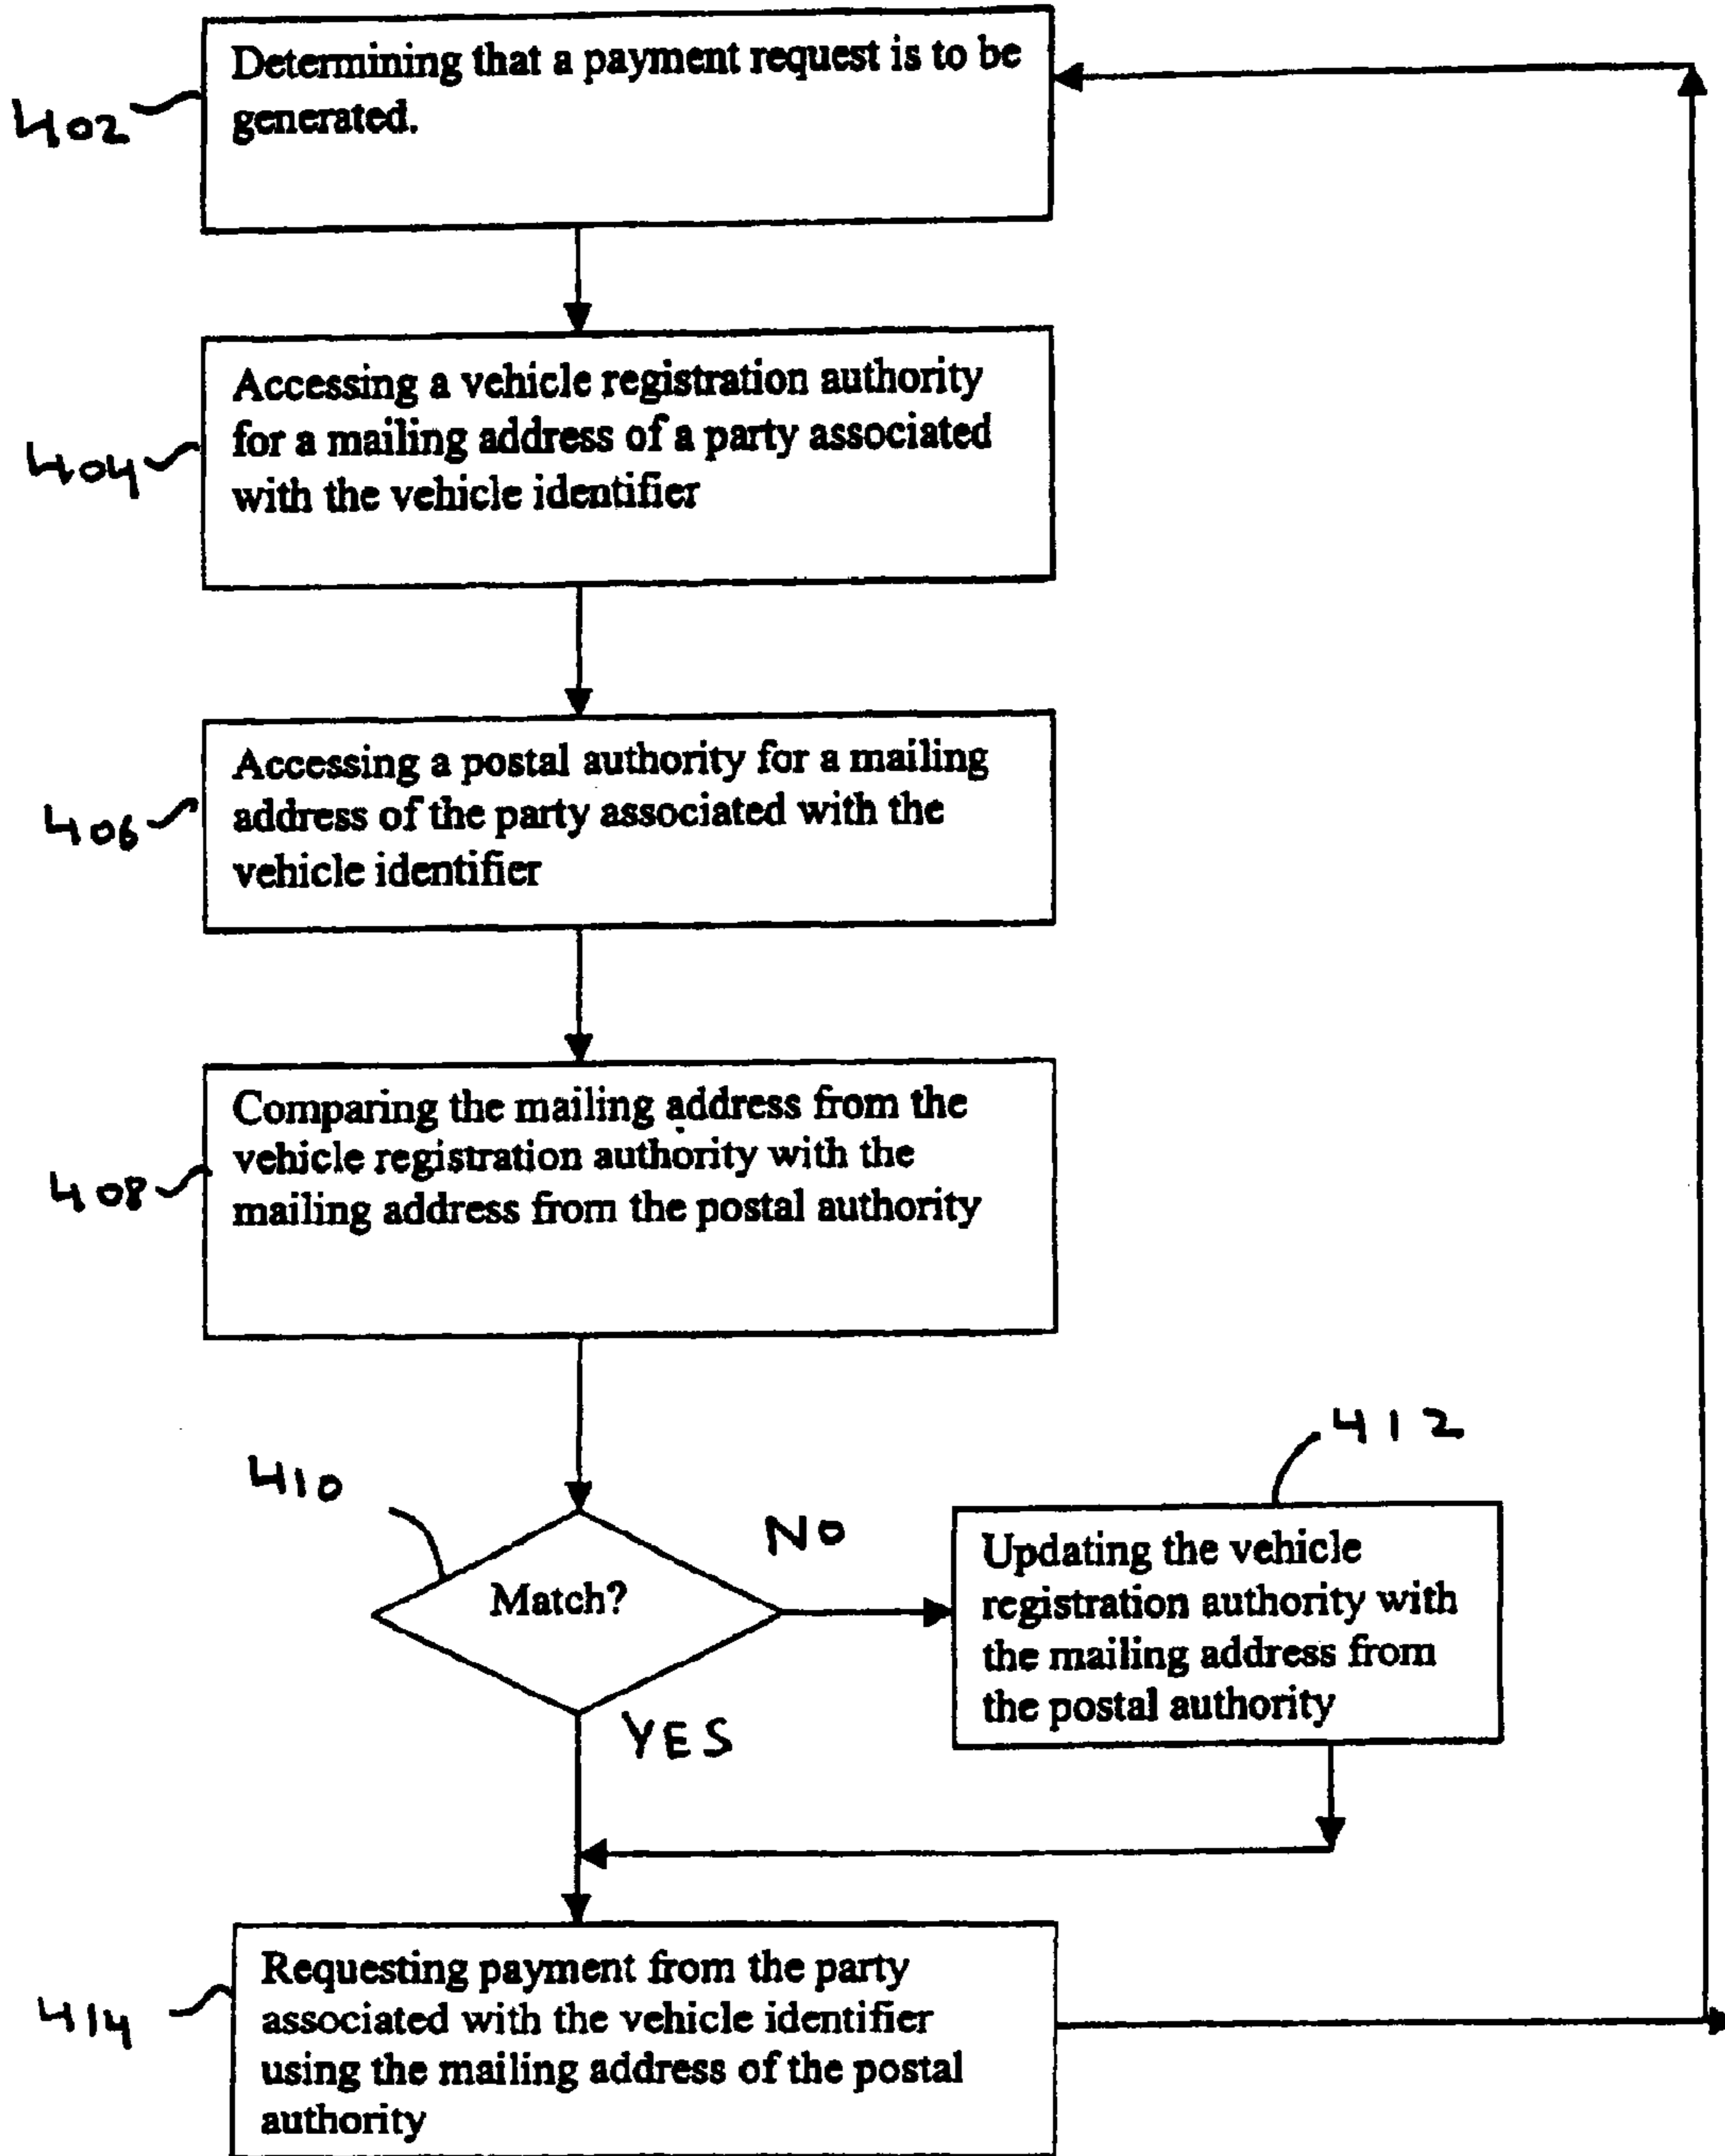 Determining that a payment request is to be
generated.
402
Accessing a vehicle registration authority
for a mailing address of a party associated
with the vehicle identifier
404
Accessing a postal authority for a mailing
address of the party associated with the
vehicle identifier
406
Comparing the mailing address from the
vehicle registration authority with the
mailing address from the postal authority
408
410
Match?
NO
YES
412
Updating the vehicle
registration authority with
the mailing address from
the postal authority
414
Requesting payment from the party
associated with the vehicle identifier
using the mailing address of the postal
authority